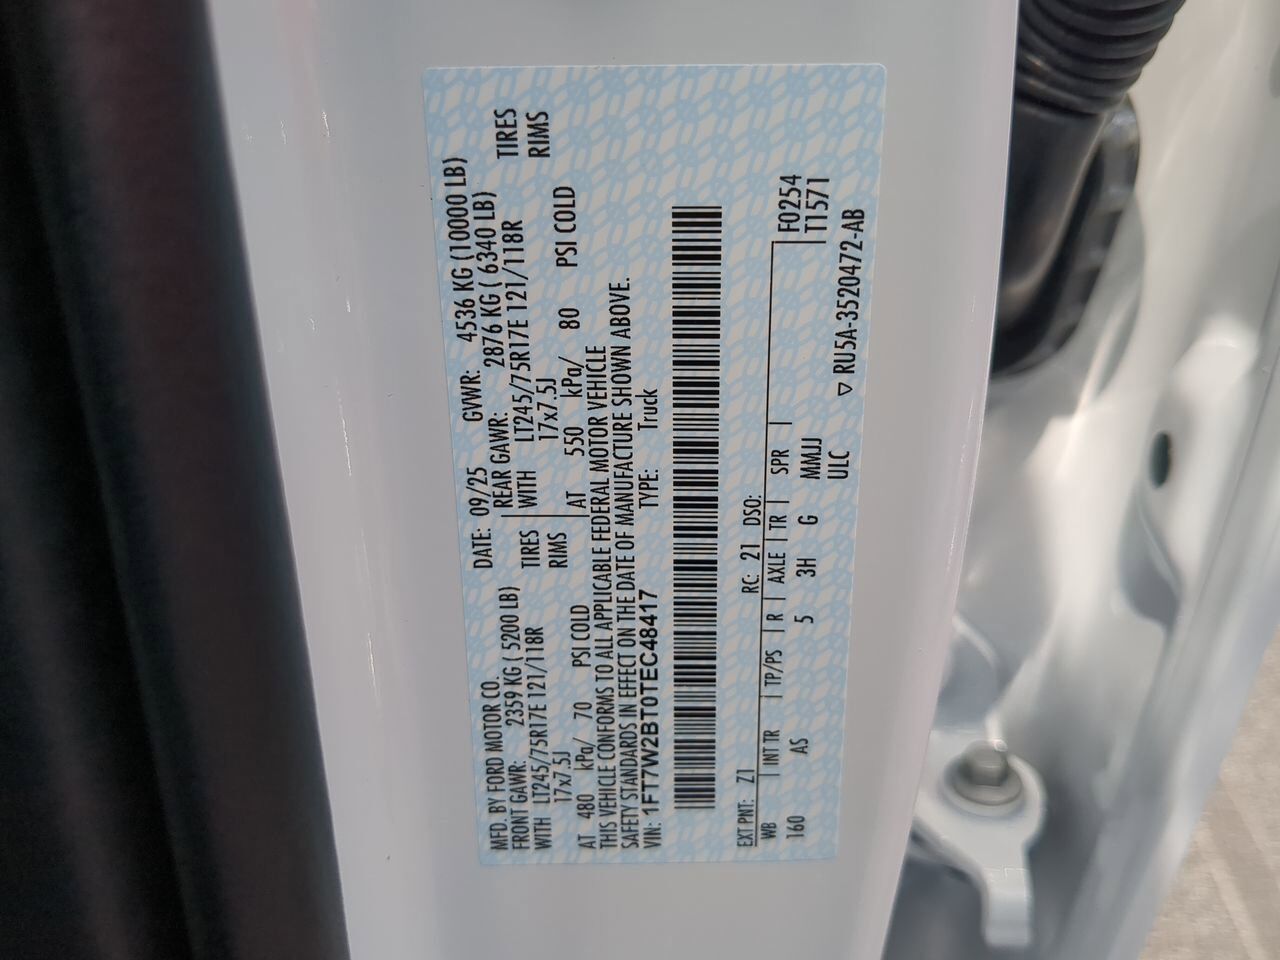 MFD. BY FORD MOTOR CO.
DATE: 09/25 GVWR: 4536 KG (10000 LB)
FRONT GAWR: 2359 KG ( 5200 LB) REAR GAWR: 2876 KG ( 6340 LB)
WITH LT245/75R17E 121/118R TIRES WITH LT245/75R17E 121/118R TIRES
17x7.5J RIMS 17x7.5J RIMS
AT 480 kPa/ 70 PSI COLD AT 550 kPa/ 80 PSI COLD
THIS VEHICLE CONFORMS TO ALL APPLICABLE FEDERAL MOTOR VEHICLE
SAFETY STANDARDS IN EFFECT ON THE DATE OF MANUFACTURE SHOWN ABOVE.
VIN: 1FT7W2BT0TEC48417 TYPE: Truck
EXT PNT: Z1 RC: 21 DSO:
WB INT TR TP/PS R AXLE TR SPR F0254
160 AS 5 3H G MMJJ T1571
ULC
▽ RU5A-3520472-AB